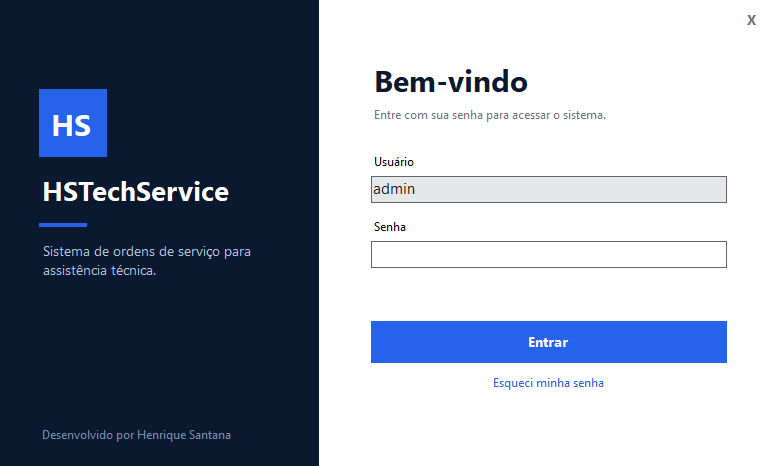 X
HS
HSTechService
Sistema de ordens de serviço para
assistência técnica.
Desenvolvido por Henrique Santana
Bem-vindo
Entre com sua senha para acessar o sistema.
Usuário
admin
Senha
Entrar
Esqueci minha senha